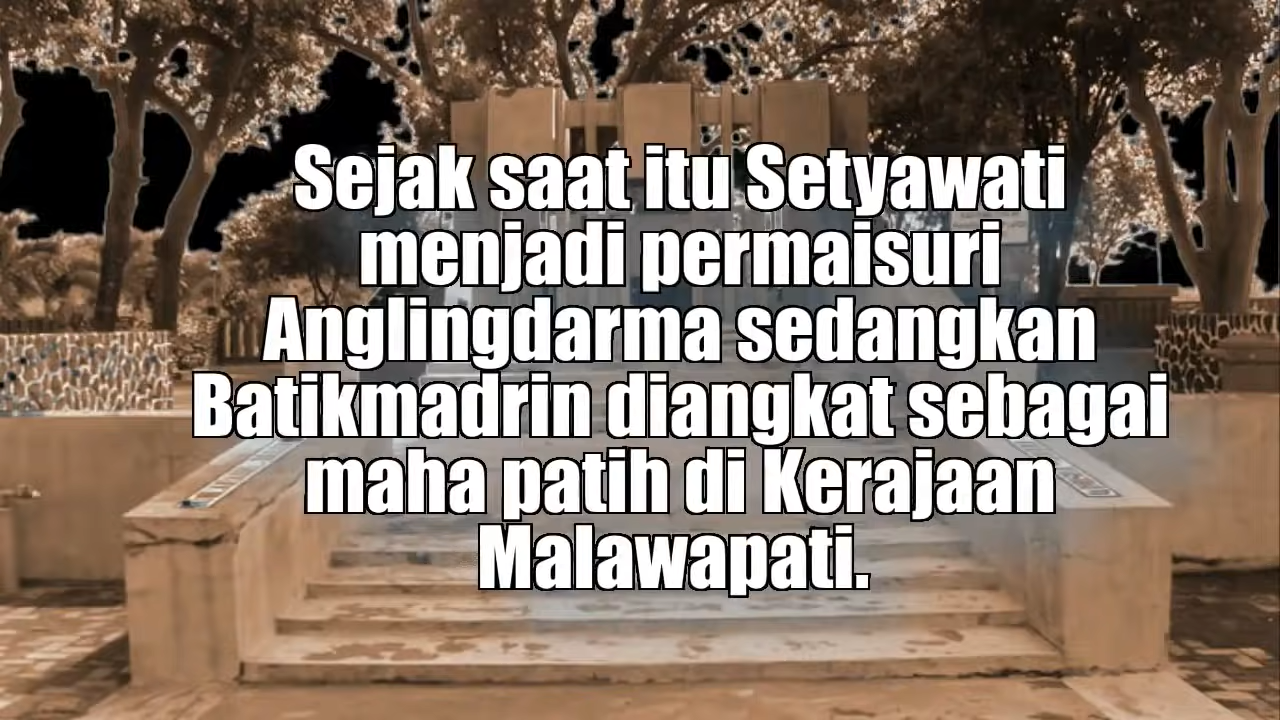 Sejak saat itu Setyawati
menjadi permaisuri
Anglingdarma sedangkan
Batikmadrin diangkat sebagai
maha patih di Kerajaan
Malawapati.